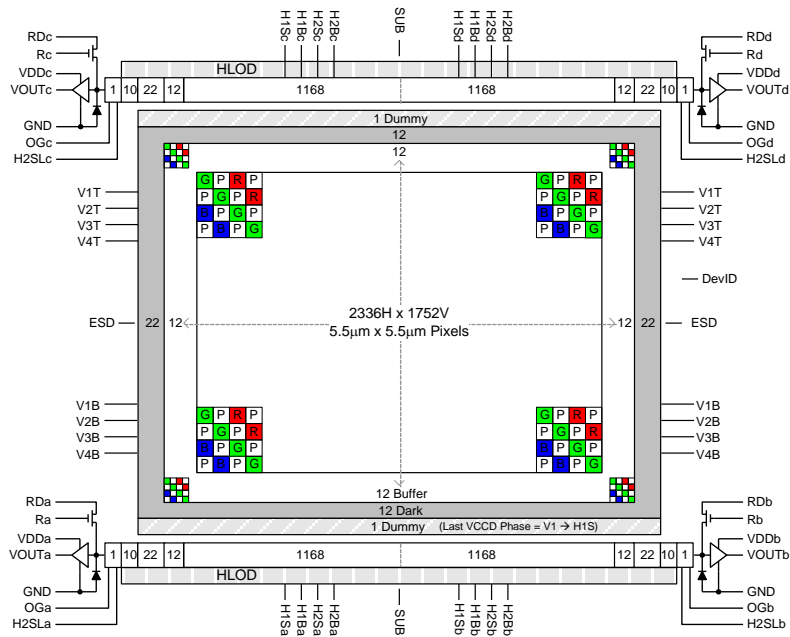 H1Sc H1Bc H2Sc H2Bc SUB H1Sd H1Bd H2Sd H2Bd
RDc RDd
Rc HLOD Rd
VDDc VDDd
VOUTc 1 10 22 12 1168 1168 12 22 10 1 VOUTd
GND 1 Dummy GND
OGc 12 OGd
H2SLc 12 H2SLd
G P R P G P R P
V1T P G P R P G P R V1T
V2T B P G P B P G P V2T
V3T P B P G P B P G V3T
V4T V4T
DevID
2336H x 1752V
ESD 22 12 12 22 ESD
5.5µm x 5.5µm Pixels
V1B G P R P G P R P V1B
V2B P G P R P G P R V2B
V3B B P G P B P G P V3B
V4B P B P G P B P G V4B
12 Buffer
RDa 12 Dark RDb
Ra 1 Dummy (Last VCCD Phase = V1 → H1S) Rb
VDDa VDDb
VOUTa 1 10 22 12 1168 1168 12 22 10 1 VOUTb
HLOD
GND GND
OGa OGb
H2SLa H2SLb
H1Sa H1Ba H2Sa H2Ba SUB H1Sb H1Bb H2Sb H2Bb